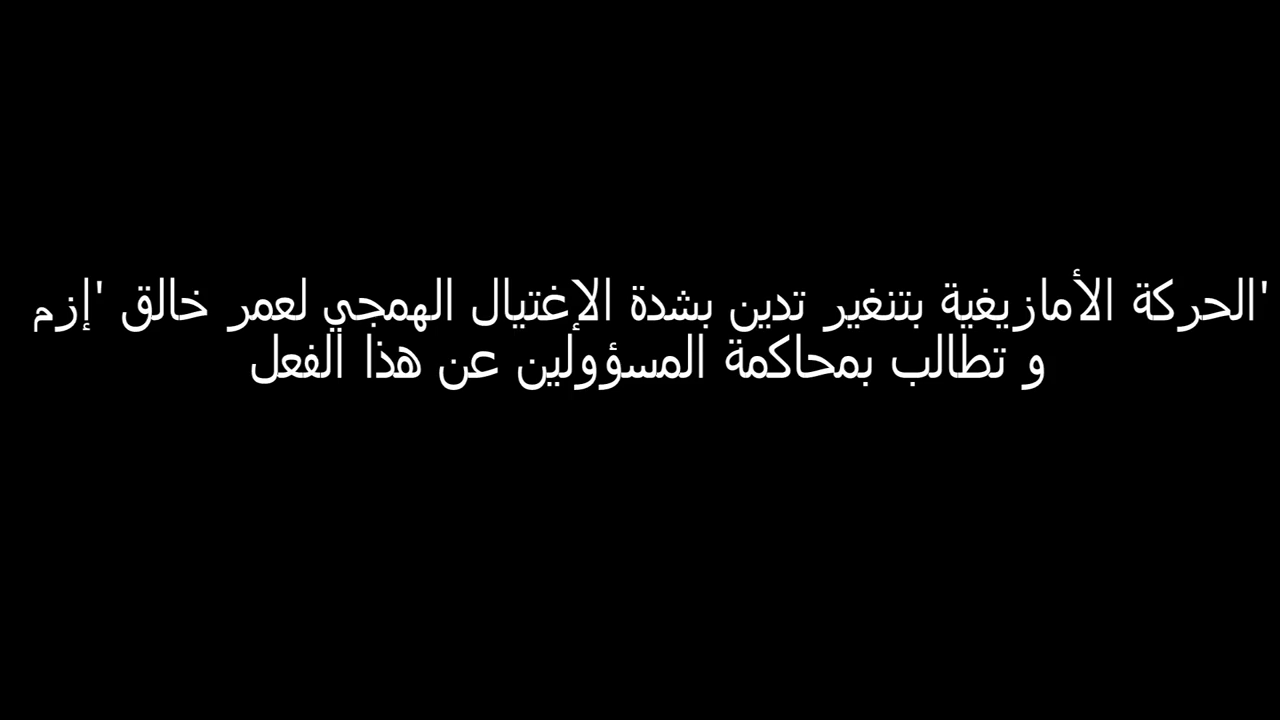 'الحركة الأمازيغية بتنغير تدين بشدة الإغتيال الهمجي لعمر خالق 'إزم
و تطالب بمحاكمة المسؤولين عن هذا الفعل